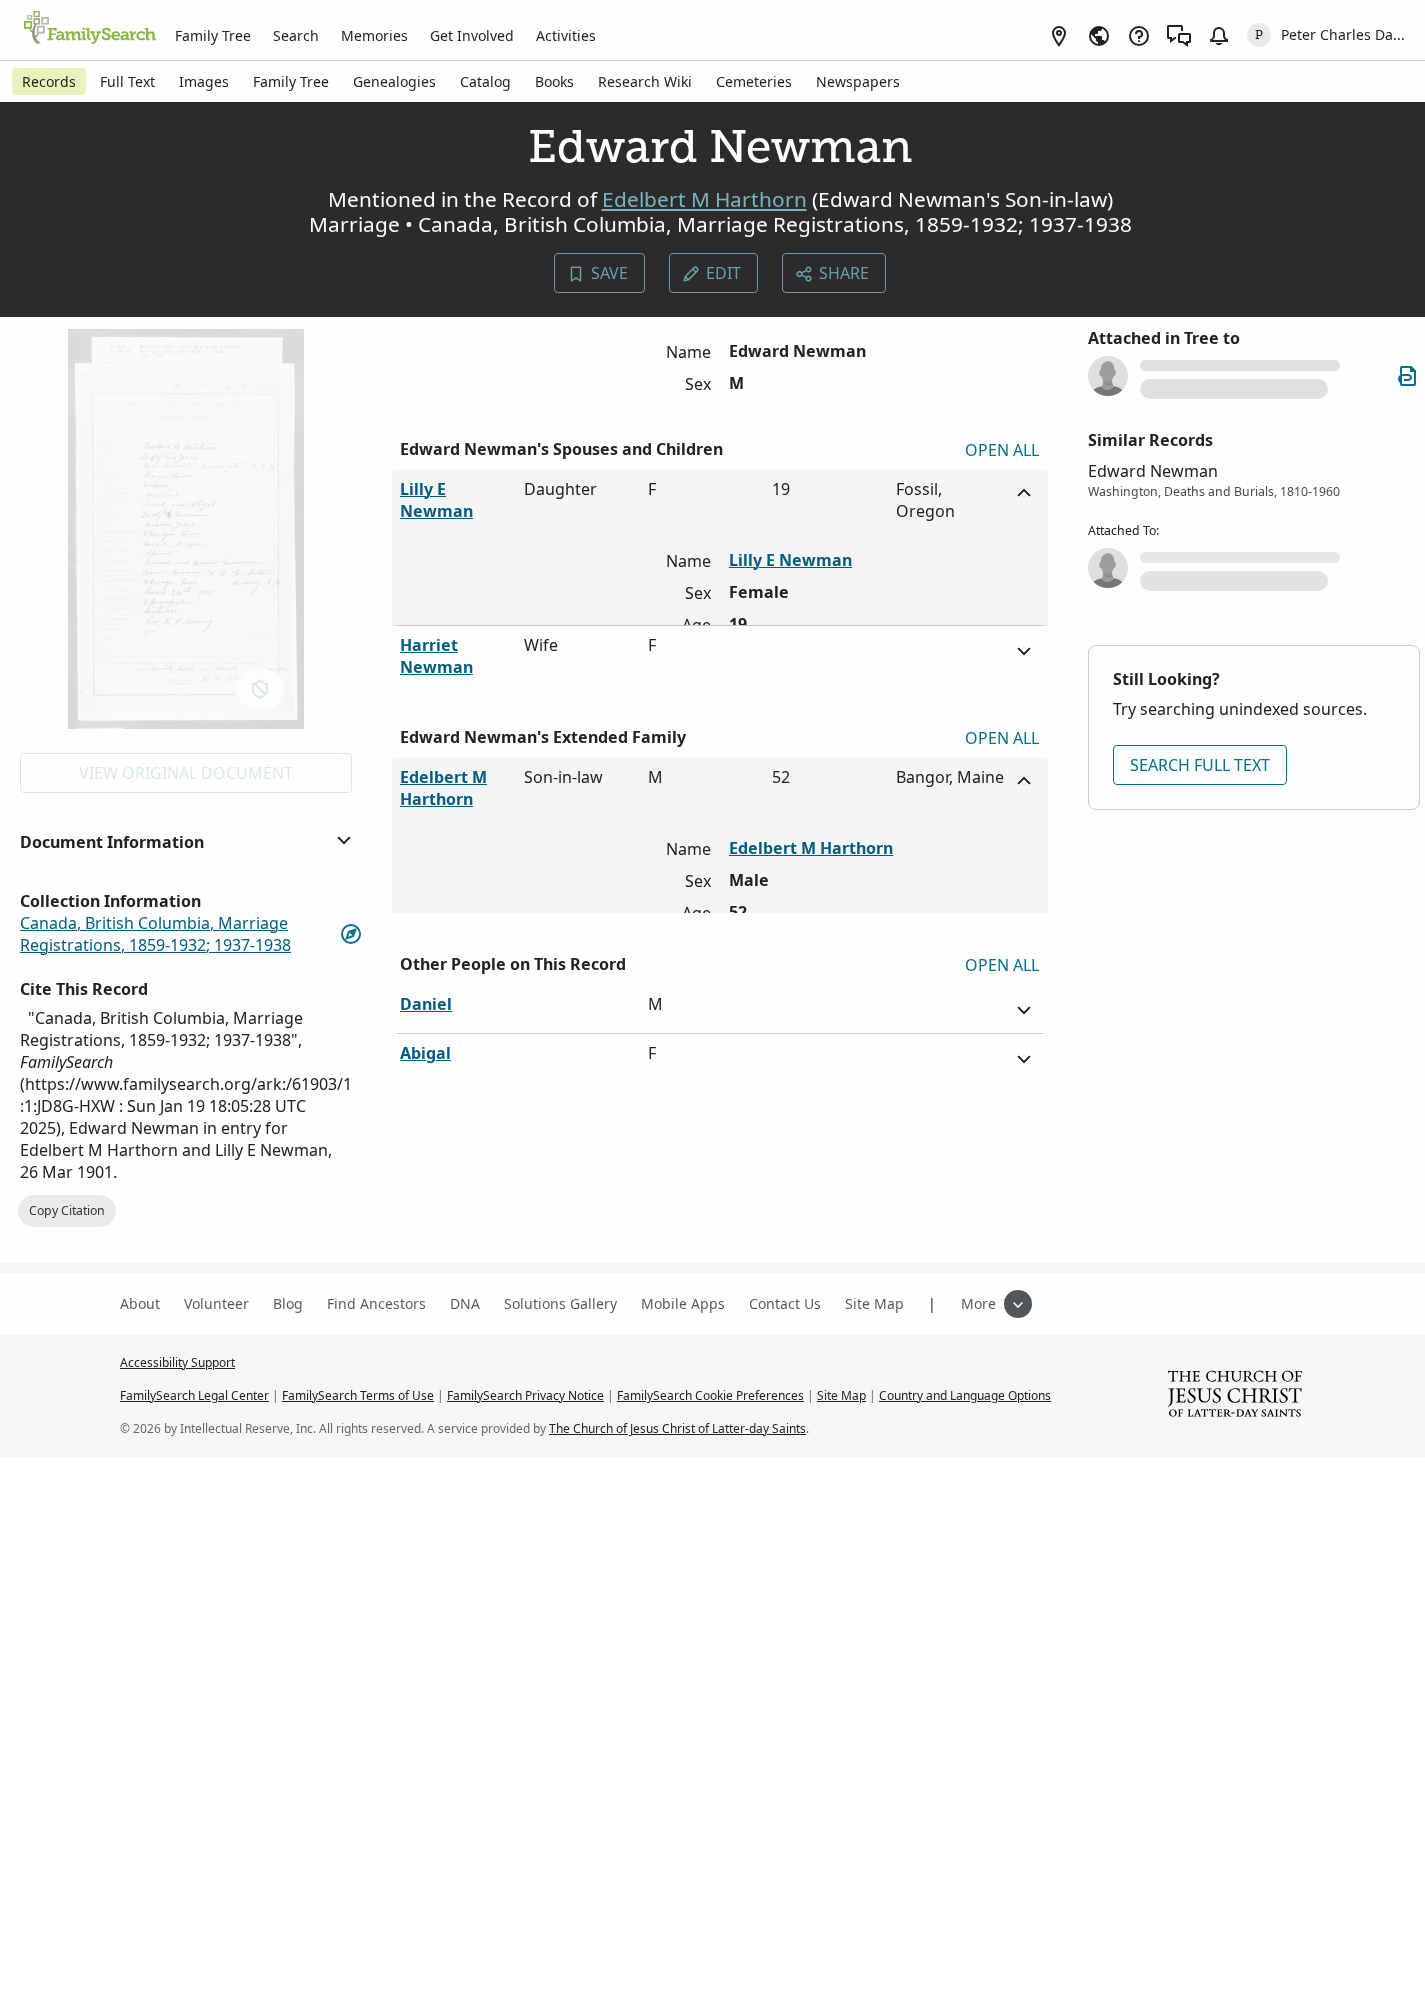 FamilySearch
Family Tree
Search
Memories
Get Involved
Activities
P
Peter Charles Da...
Records
Full Text
Images
Family Tree
Genealogies
Catalog
Books
Research Wiki
Cemeteries
Newspapers
Edward Newman
Mentioned in the Record of Edelbert M Harthorn (Edward Newman's Son-in-law)
Marriage • Canada, British Columbia, Marriage Registrations, 1859-1932; 1937-1938
SAVE
EDIT
SHARE
VIEW ORIGINAL DOCUMENT
Document Information
Collection Information
Canada, British Columbia, Marriage
Registrations, 1859-1932; 1937-1938
Cite This Record
"Canada, British Columbia, Marriage
Registrations, 1859-1932; 1937-1938",
FamilySearch
(https://www.familysearch.org/ark:/61903/1
:1:JD8G-HXW : Sun Jan 19 18:05:28 UTC
2025), Edward Newman in entry for
Edelbert M Harthorn and Lilly E Newman,
26 Mar 1901.
Copy Citation
Name Edward Newman
Sex M
Edward Newman's Spouses and Children
OPEN ALL
Lilly E
Newman
Daughter
F
19
Fossil,
Oregon
Name Lilly E Newman
Sex Female
Age 19
Harriet
Newman
Wife
F
Edward Newman's Extended Family
OPEN ALL
Edelbert M
Harthorn
Son-in-law
M
52
Bangor, Maine
Name Edelbert M Harthorn
Sex Male
Age 52
Other People on This Record
OPEN ALL
Daniel
M
Abigal
F
Attached in Tree to
Similar Records
Edward Newman
Washington, Deaths and Burials, 1810-1960
Attached To:
Still Looking?
Try searching unindexed sources.
SEARCH FULL TEXT
About
Volunteer
Blog
Find Ancestors
DNA
Solutions Gallery
Mobile Apps
Contact Us
Site Map
|
More
Accessibility Support
FamilySearch Legal Center | FamilySearch Terms of Use | FamilySearch Privacy Notice | FamilySearch Cookie Preferences | Site Map | Country and Language Options
© 2026 by Intellectual Reserve, Inc. All rights reserved. A service provided by The Church of Jesus Christ of Latter-day Saints.
THE CHURCH OF
JESUS CHRIST
OF LATTER-DAY SAINTS